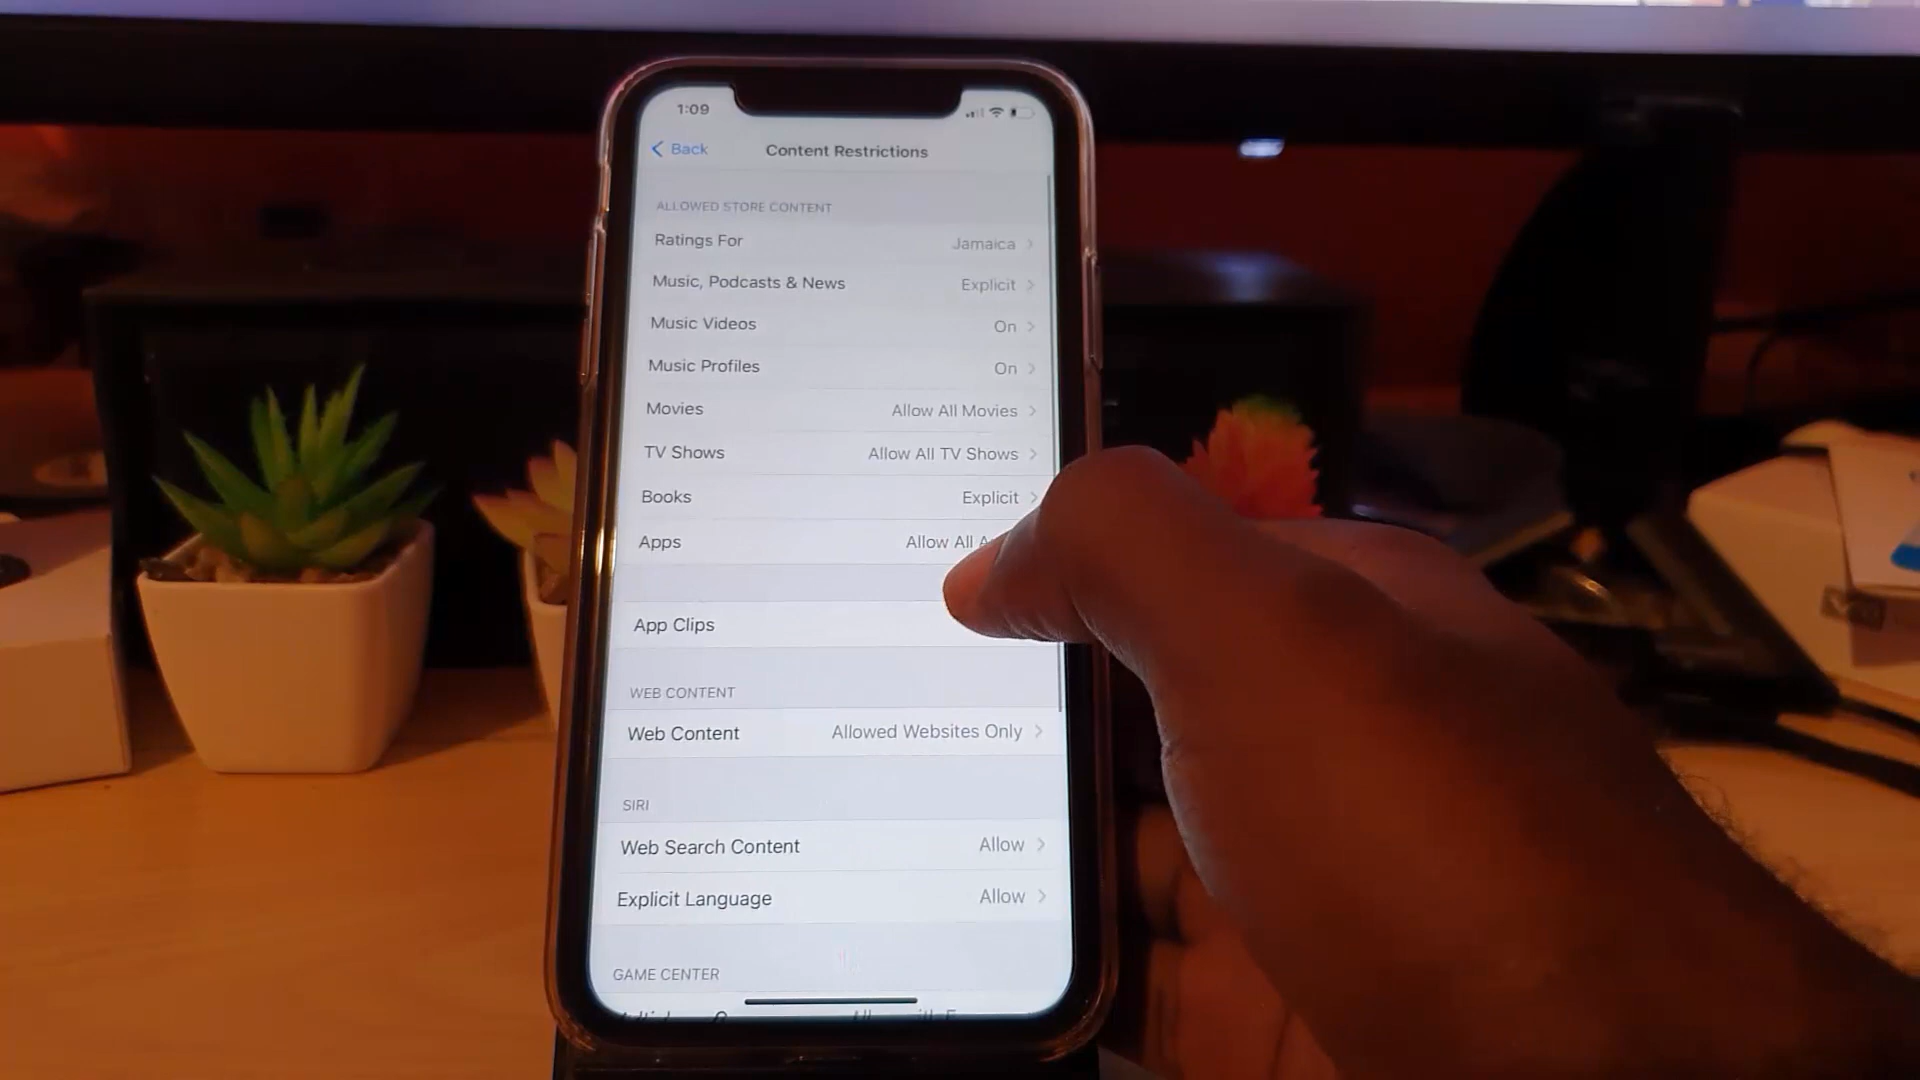 1:09
Back Content Restrictions
ALLOWED STORE CONTENT
Ratings For Jamaica
Music, Podcasts & News Explicit
Music Videos On
Music Profiles On
Movies Allow All Movies
TV Shows Allow All TV Shows
Books Explicit
Apps Allow All
App Clips
WEB CONTENT
Web Content Allowed Websites Only
SIRI
Web Search Content Allow
Explicit Language Allow
GAME CENTER